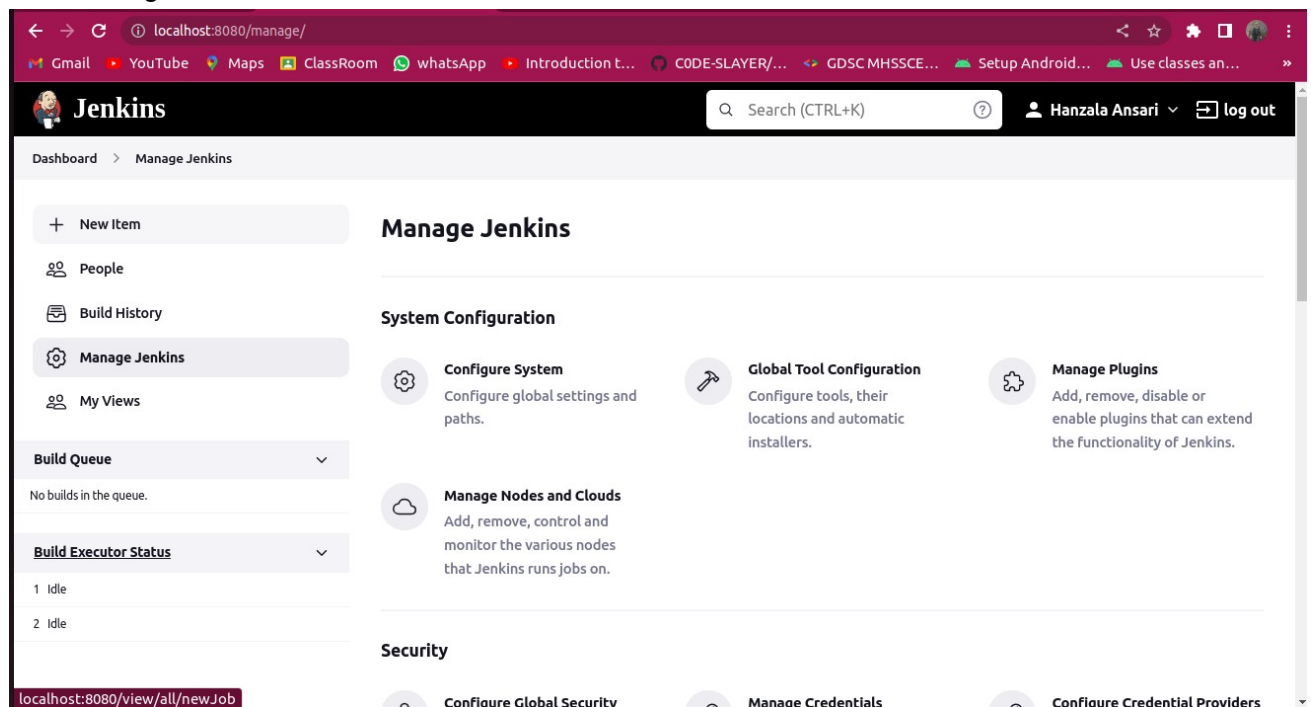 localhost:8080/manage/
Gmail YouTube Maps ClassRoom whatsApp Introduction t... C0DE-SLAYER/... GDSC MHSSCE... Setup Android... Use classes an... »
Jenkins Search (CTRL+K) ? Hanzala Ansari log out
Dashboard > Manage Jenkins
+ New Item
People
Build History
Manage Jenkins
My Views
Build Queue
No builds in the queue.
Build Executor Status
1 Idle
2 Idle
Manage Jenkins
System Configuration
Configure System
Configure global settings and
paths.
Global Tool Configuration
Configure tools, their
locations and automatic
installers.
Manage Plugins
Add, remove, disable or
enable plugins that can extend
the functionality of Jenkins.
Manage Nodes and Clouds
Add, remove, control and
monitor the various nodes
that Jenkins runs jobs on.
Security
Configure Global Security
Manage Credentials
Configure Credential Providers
localhost:8080/view/all/newJob